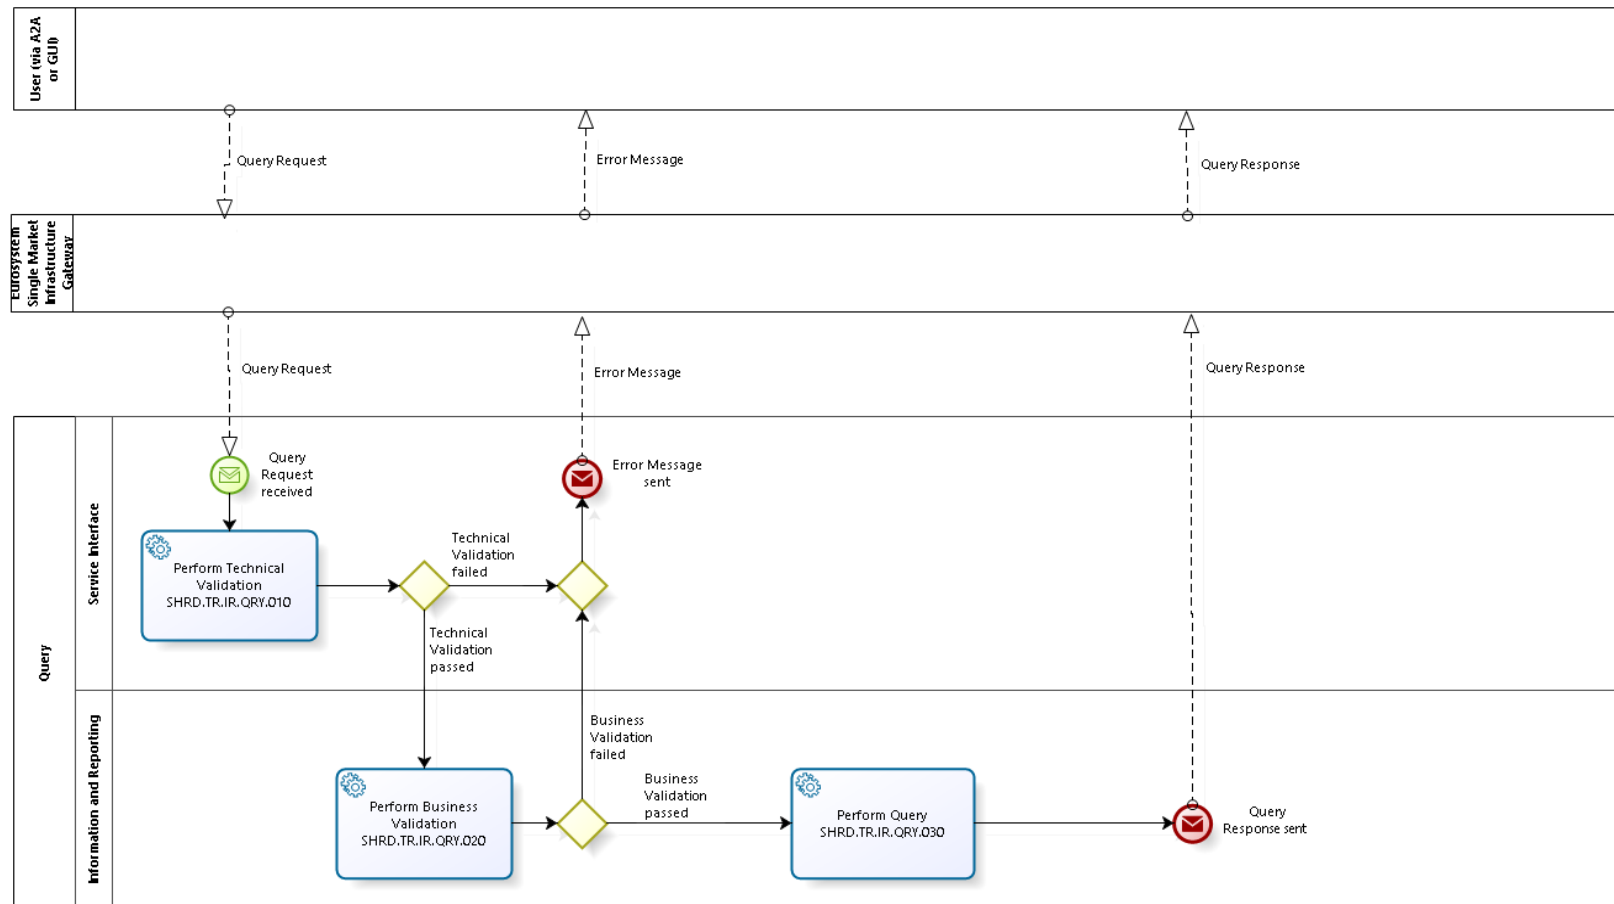 User (via A2A
or GUI)
Query Request
Error Message
Query Response
Eurosystem
Single Market
Infrastructure
Gateway
Query Request
Error Message
Query Response
Query
Service Interface
Query
Request
received
Error Message
sent
Perform Technical
Validation
SHRD.TR.IR.QRY.010
Technical
Validation
failed
Technical
Validation
passed
Information and Reporting
Business
Validation
failed
Perform Business
Validation
SHRD.TR.IR.QRY.020
Business
Validation
passed
Perform Query
SHRD.TR.IR.QRY.030
Query
Response sent